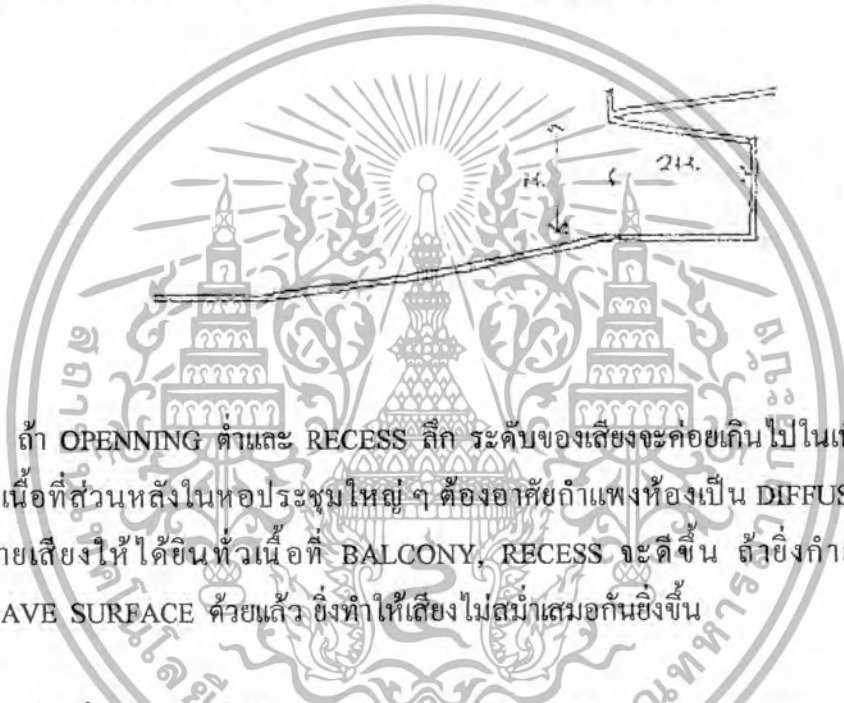 H.
2H.
ถ้า OPENNING ต่ำและ RECESS ลึก ระดับของเสียงจะค่อยเกินไปในเ
เนื้อที่ส่วนหลังในหอประชุมใหญ่ ๆ ต้องอาศัยกำแพงห้องเป็น DIFFUS
ายเสียงให้ได้ยินทั่วเนื้อที่ BALCONY, RECESS จะดีขึ้น ถ้ายิ่งกำ
AVE SURFACE ด้วยแล้ว ยิ่งทำให้เสียงไม่สม่ำเสมอกันยิ่งขึ้น